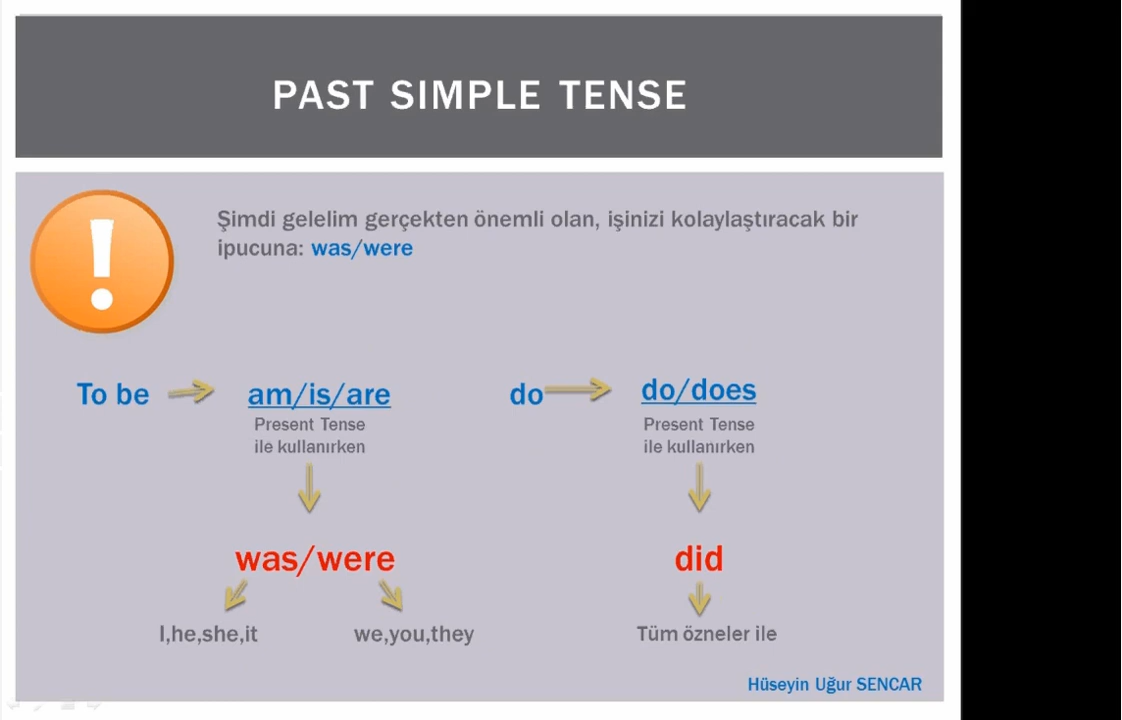 PAST SIMPLE TENSE
Şimdi gelelim gerçekten önemli olan, işinizi kolaylaştıracak bir
ipucuna: was/were
To be
am/is/are
Present Tense
ile kullanırken
was/were
I,he,she,it
we,you,they
do
do/does
Present Tense
ile kullanırken
did
Tüm özneler ile
Hüseyin Uğur SENCAR